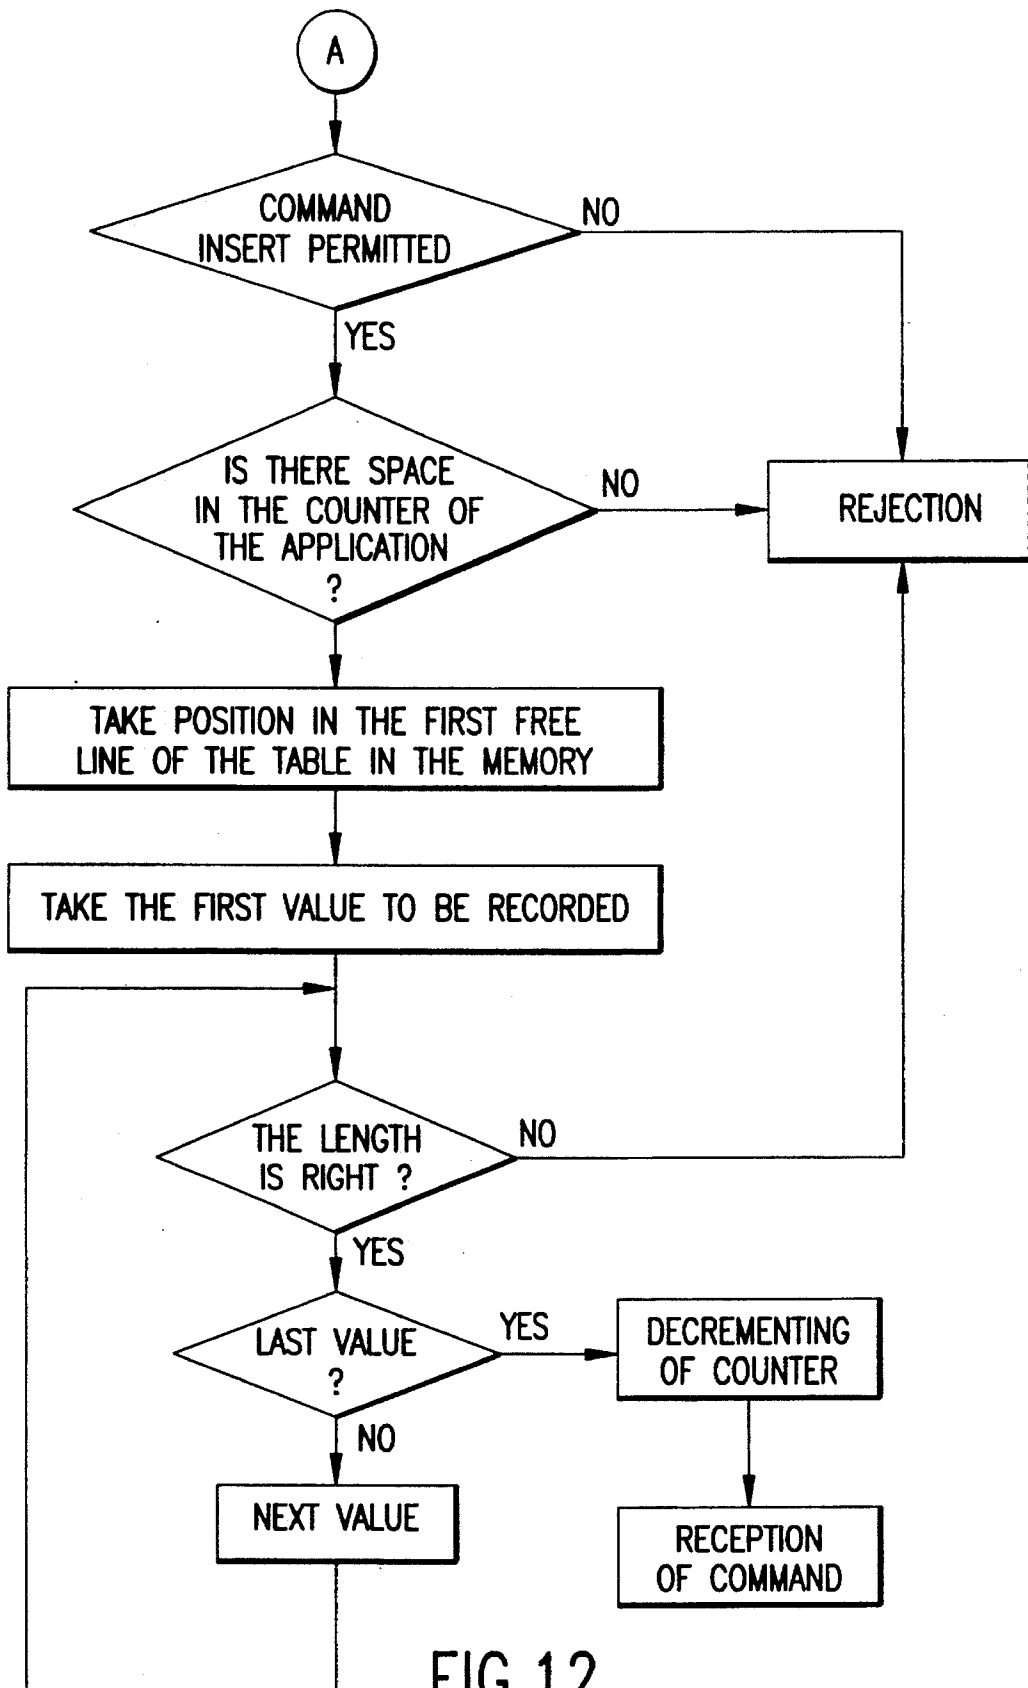 A
COMMAND
INSERT PERMITTED
NO
YES
IS THERE SPACE
IN THE COUNTER OF
THE APPLICATION
?
NO
REJECTION
TAKE POSITION IN THE FIRST FREE
LINE OF THE TABLE IN THE MEMORY
TAKE THE FIRST VALUE TO BE RECORDED
THE LENGTH
IS RIGHT ?
NO
YES
LAST VALUE
?
YES
DECREMENTING
OF COUNTER
NO
NEXT VALUE
RECEPTION
OF COMMAND
FIG. 12